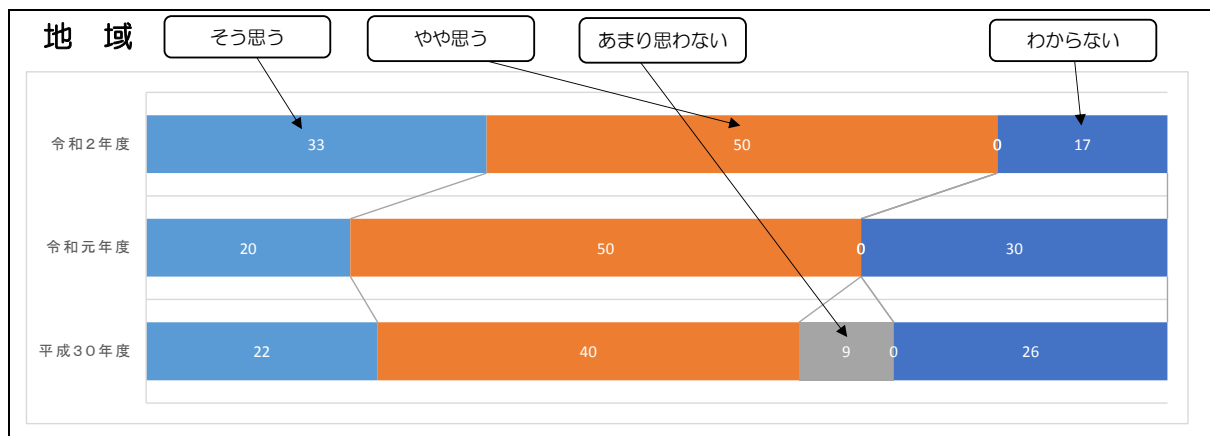 地 域
そう思う
やや思う
あまり思わない
わからない
令和2年度
33
50
0
17
令和元年度
20
50
0
30
平成30年度
22
40
9
0
26